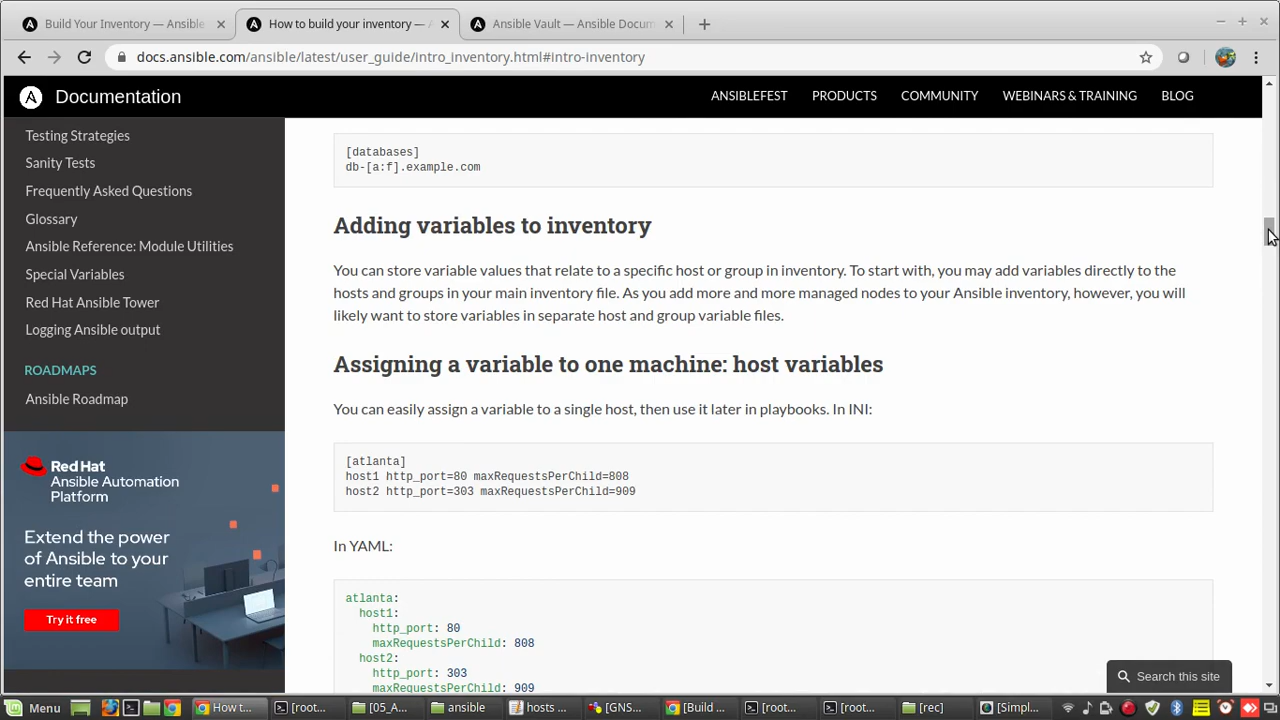 Build Your Inventory — Ansible
How to build your inventory — A
Ansible Vault — Ansible Docum
docs.ansible.com/ansible/latest/user_guide/intro_inventory.html#intro-inventory
Documentation
ANSIBLEFEST
PRODUCTS
COMMUNITY
WEBINARS & TRAINING
BLOG
Testing Strategies
Sanity Tests
Frequently Asked Questions
Glossary
Ansible Reference: Module Utilities
Special Variables
Red Hat Ansible Tower
Logging Ansible output
ROADMAPS
Ansible Roadmap
Red Hat
Ansible Automation
Platform
Extend the power
of Ansible to your
entire team
Try it free
[databases]
db-[a:f].example.com
Adding variables to inventory
You can store variable values that relate to a specific host or group in inventory. To start with, you may add variables directly to the
hosts and groups in your main inventory file. As you add more and more managed nodes to your Ansible inventory, however, you will
likely want to store variables in separate host and group variable files.
Assigning a variable to one machine: host variables
You can easily assign a variable to a single host, then use it later in playbooks. In INI:
[atlanta]
host1 http_port=80 maxRequestsPerChild=808
host2 http_port=303 maxRequestsPerChild=909
In YAML:
atlanta:
host1:
http_port: 80
maxRequestsPerChild: 808
host2:
http_port: 303
maxRequestsPerChild: 909
Search this site
Menu
How t...
[root...
[05_A...
ansible
hosts ...
[GNS...
[Build ...
[root...
[root...
[rec]
[Simpl...